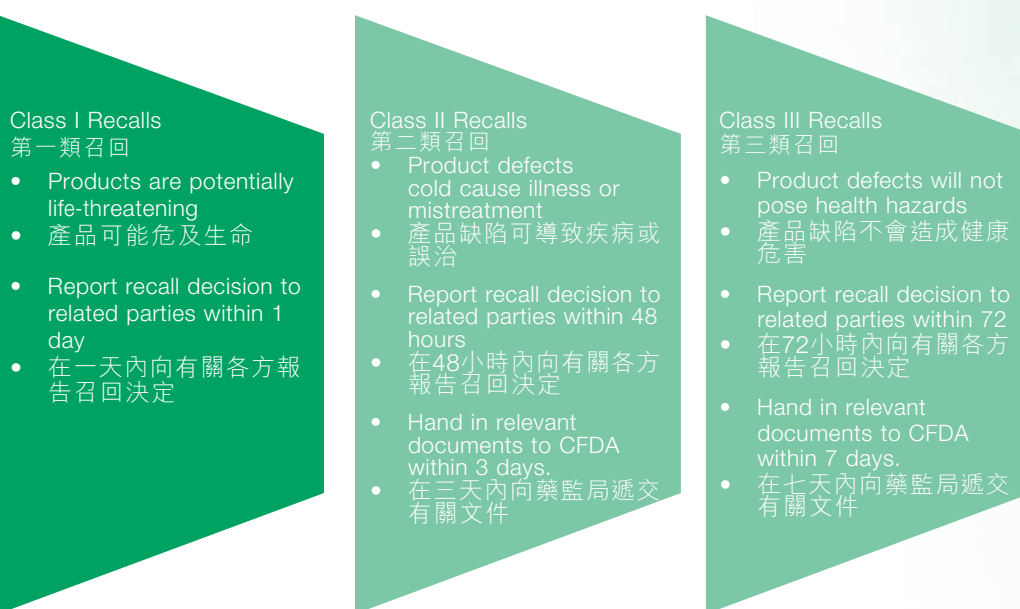 Class I Recalls
第一類召回
• Products are potentially
life-threatening
• 產品可能危及生命
• Report recall decision to
related parties within 1
day
• 在一天內向有關各方報
告召回決定
Class II Recalls
第二類召回
• Product defects
cold cause illness or
mistreatment
• 產品缺陷可導致疾病或
誤治
• Report recall decision to
related parties within 48
hours
• 在48小時內向有關各方
報告召回決定
• Hand in relevant
documents to CFDA
within 3 days.
• 在三天內向藥監局遞交
有關文件
Class III Recalls
第三類召回
• Product defects will not
pose health hazards
• 產品缺陷不會造成健康
危害
• Report recall decision to
related parties within 72
• 在72小時內向有關各方
報告召回決定
• Hand in relevant
documents to CFDA
within 7 days.
• 在七天內向藥監局遞交
有關文件